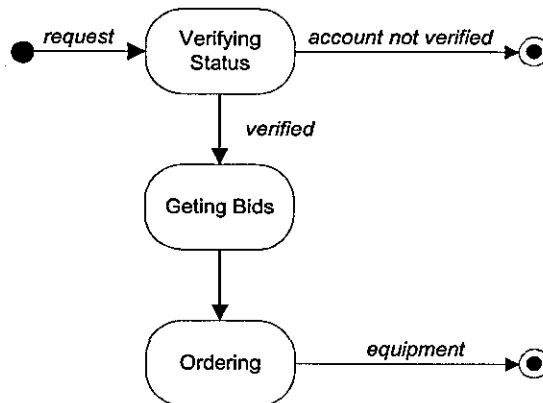 request
Verifying
Status
account not verified
verified
Geting Bids
Ordering
equipment